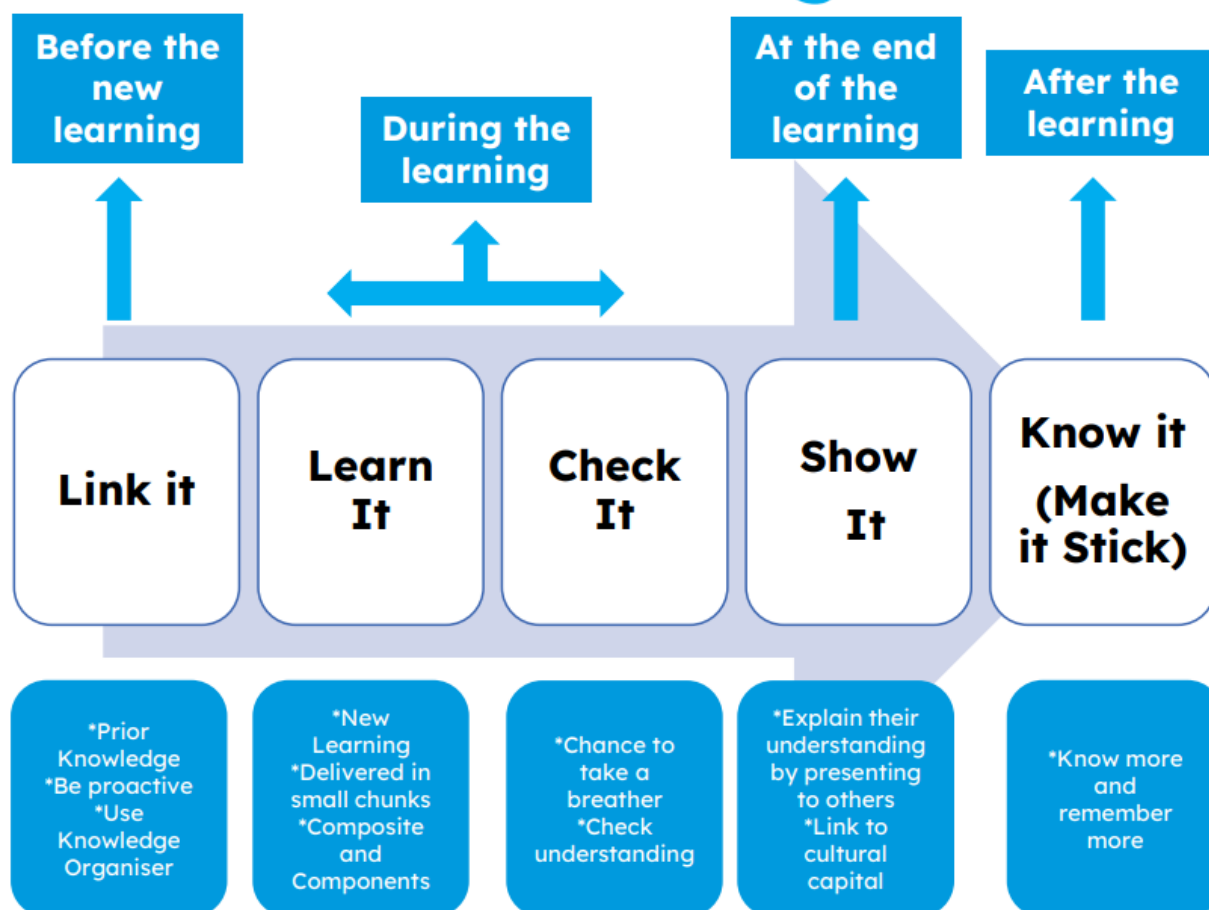 Before the
new
learning
During the
learning
At the end
of the
learning
After the
learning
Link it
Learn
It
Check
It
Show
It
Know it
(Make
it Stick)
*Prior
Knowledge
*Be proactive
*Use
Knowledge
Organiser
*New
Learning
*Delivered in
small chunks
*Composite
and
Components
*Chance to
take a
breather
*Check
understanding
*Explain their
understanding
by presenting
to others
*Link to
cultural
capital
*Know more
and
remember
more